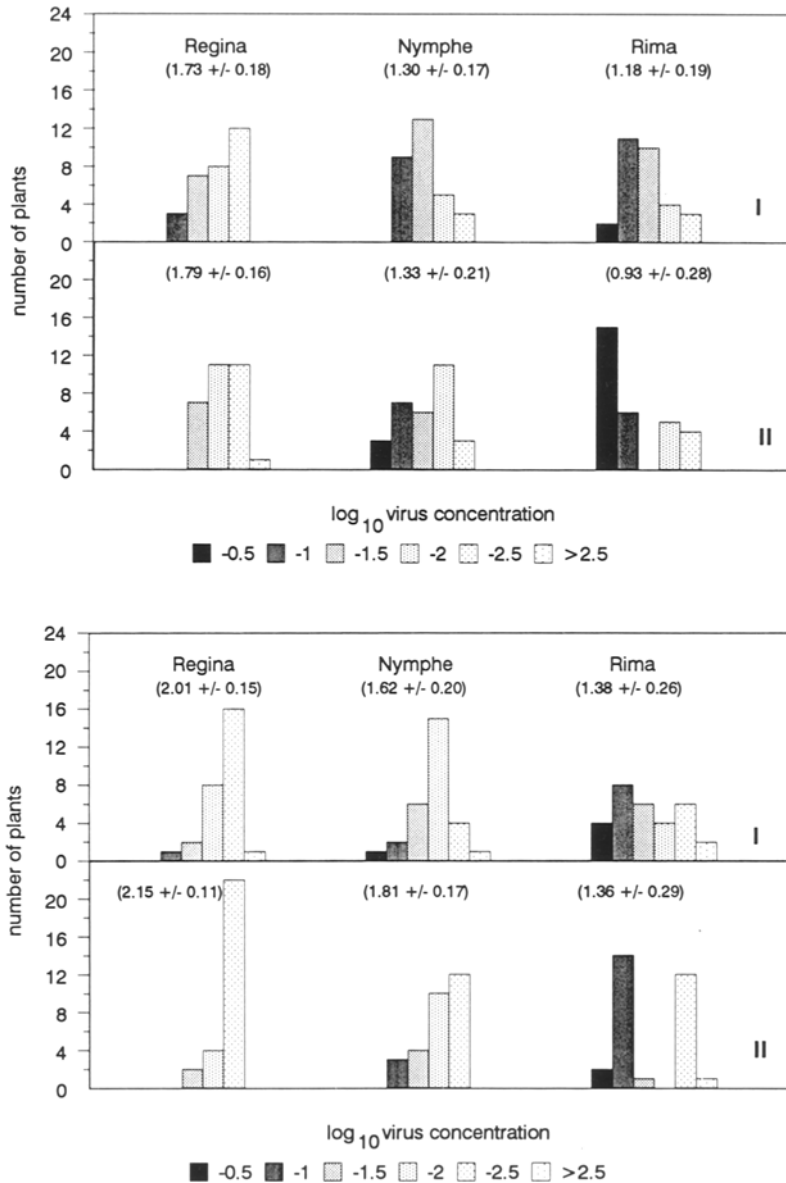 24
20
16
12
8
4
0
20
16
12
8
4
0
number of plants
Regina
(1.73 +/- 0.18)
Nymphe
(1.30 +/- 0.17)
Rima
(1.18 +/- 0.19)
I
(1.79 +/- 0.16)
(1.33 +/- 0.21)
(0.93 +/- 0.28)
II
log10 virus concentration
-0.5 -1 -1.5 -2 -2.5 >2.5
24
20
16
12
8
4
0
20
16
12
8
4
0
number of plants
Regina
(2.01 +/- 0.15)
Nymphe
(1.62 +/- 0.20)
Rima
(1.38 +/- 0.26)
I
(2.15 +/- 0.11)
(1.81 +/- 0.17)
(1.36 +/- 0.29)
II
log10 virus concentration
-0.5 -1 -1.5 -2 -2.5 >2.5